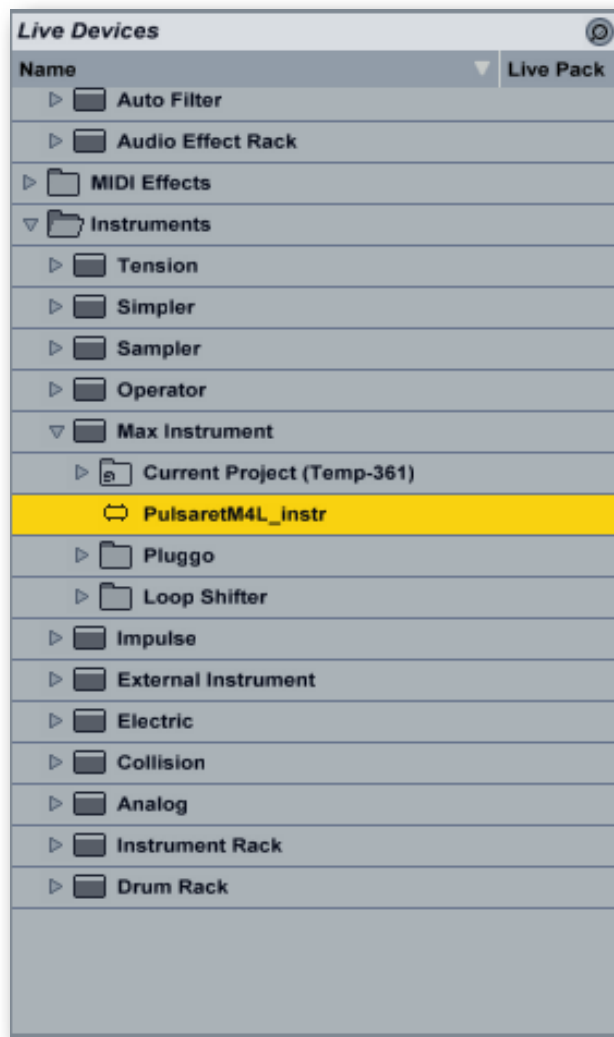 Live Devices
Name Live Pack
Auto Filter
Audio Effect Rack
MIDI Effects
Instruments
Tension
Simpler
Sampler
Operator
Max Instrument
Current Project (Temp-361)
PulsaretM4L_instr
Pluggo
Loop Shifter
Impulse
External Instrument
Electric
Collision
Analog
Instrument Rack
Drum Rack